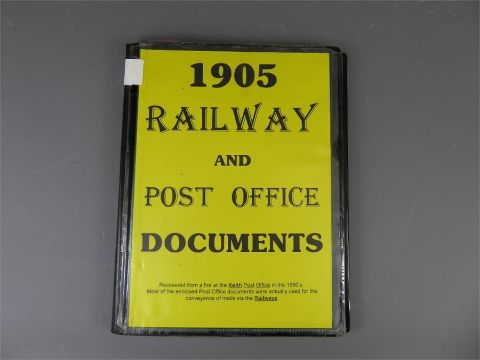 1905
RAILWAY
AND
POST OFFICE
DOCUMENTS
Recovered from a fire at the Keith Post Office in the 1950's.
Most of the enclosed Post Office documents were actually used for the
conveyance of mails via the Railways.